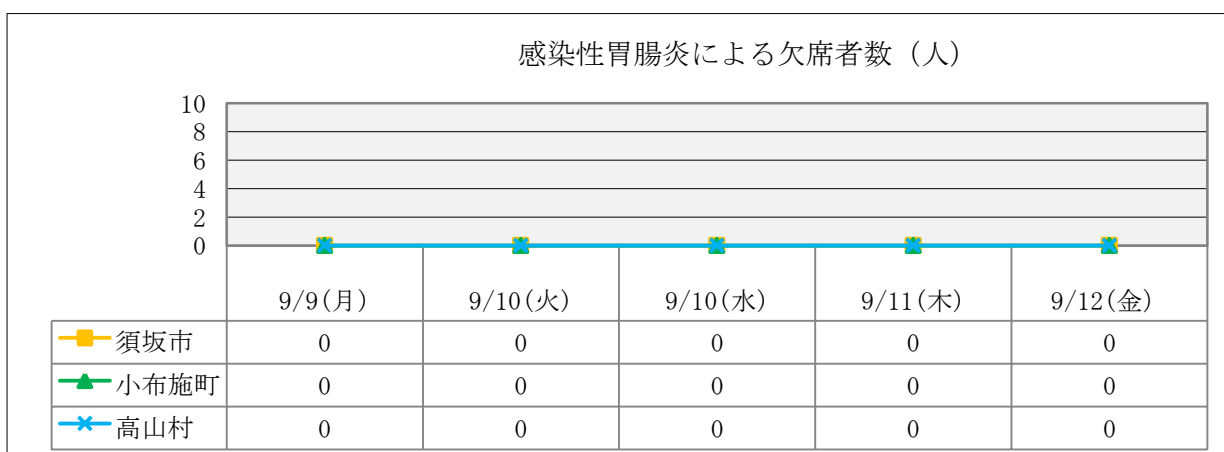 感染性胃腸炎による欠席者数（人）
10
8
6
4
2
0
9/9(月) 9/10(火) 9/10(水) 9/11(木) 9/12(金)
須坂市 0 0 0 0 0
小布施町 0 0 0 0 0
高山村 0 0 0 0 0